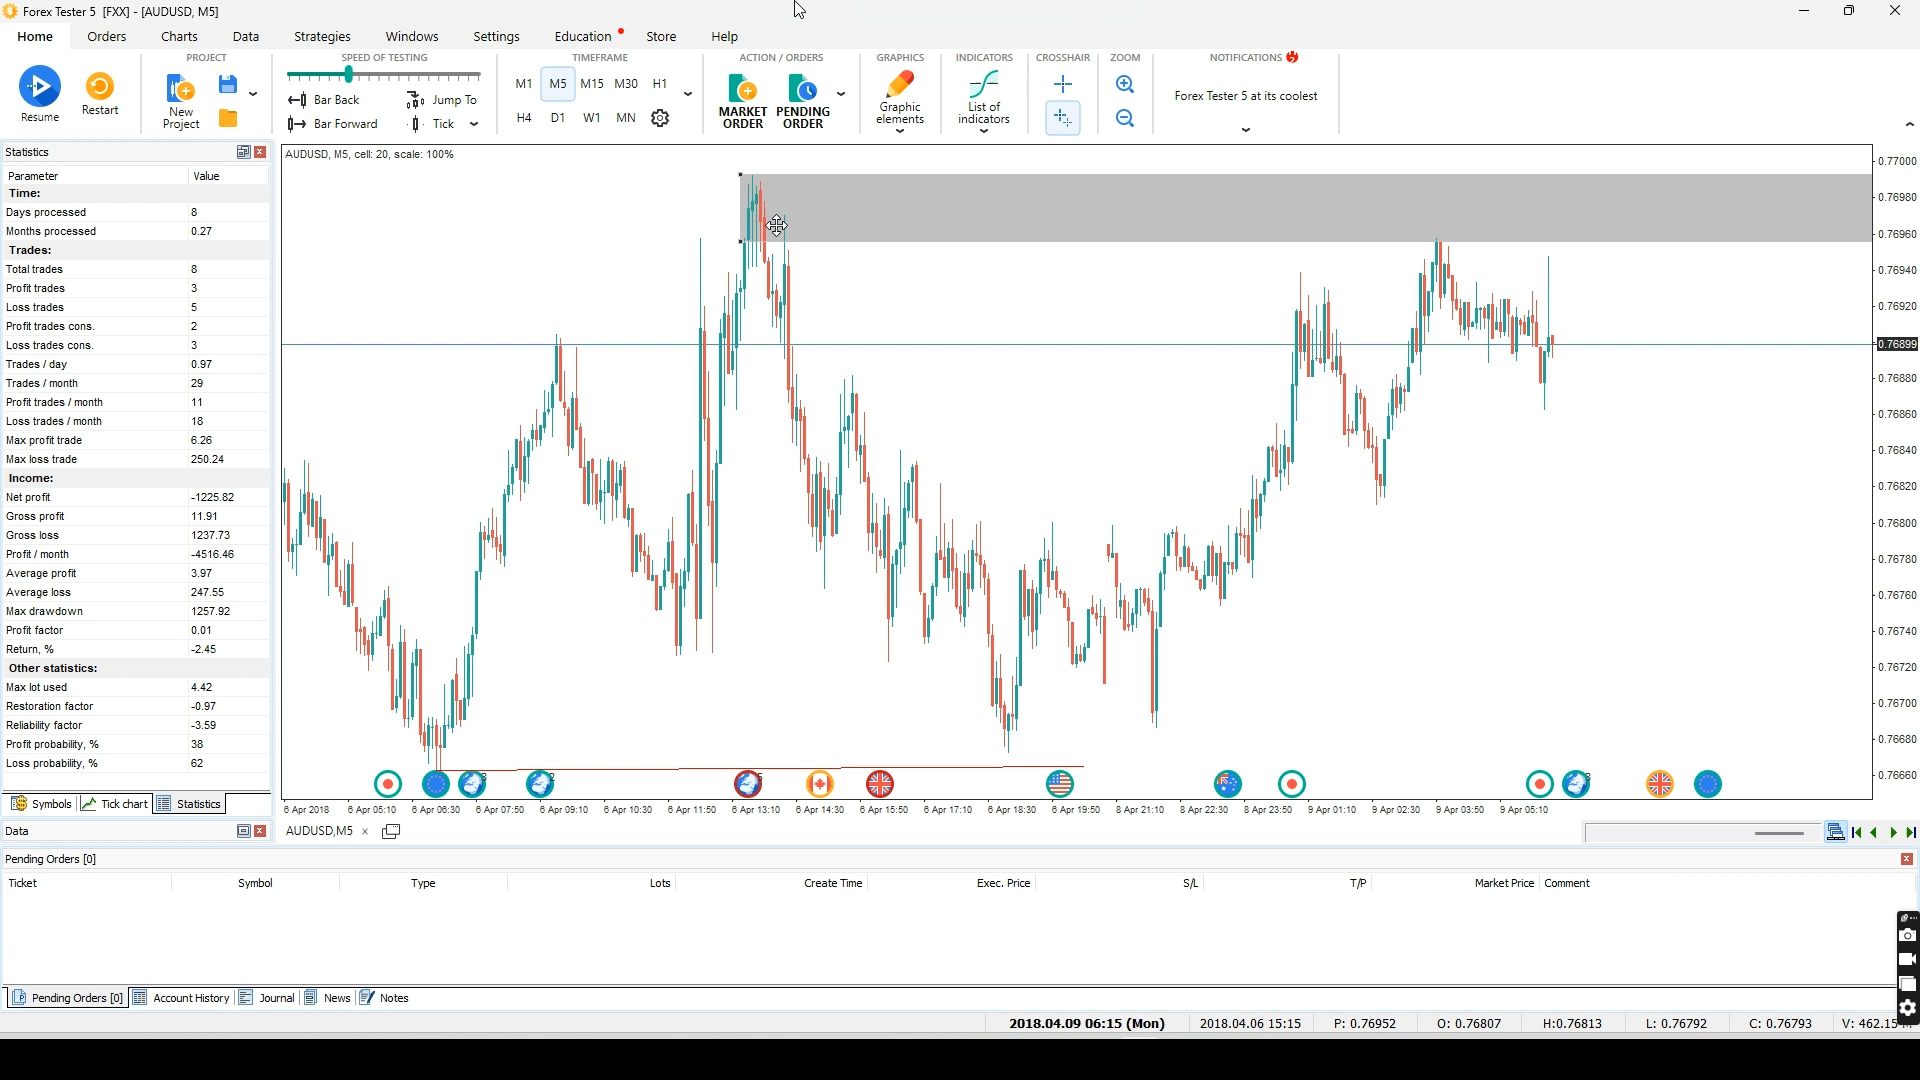 Forex Tester 5 [FXX] - [AUDUSD, M5]
Home Orders Charts Data Strategies Windows Settings Education Store Help
PROJECT SPEED OF TESTING TIMEFRAME ACTION / ORDERS GRAPHICS INDICATORS CROSSHAIR ZOOM NOTIFICATIONS
Resume Restart New Project
Bar Back Jump To
Bar Forward Tick
M1 M5 M15 M30 H1
H4 D1 W1 MN
MARKET ORDER PENDING ORDER
Graphic elements
List of indicators
Forex Tester 5 at its coolest
Statistics
Parameter Value
Time:
Days processed 8
Months processed 0.27
Trades:
Total trades 8
Profit trades 3
Loss trades 5
Profit trades cons. 2
Loss trades cons. 3
Trades / day 0.97
Trades / month 29
Profit trades / month 11
Loss trades / month 18
Max profit trade 6.26
Max loss trade 250.24
Income:
Net profit -1225.82
Gross profit 11.91
Gross loss 1237.73
Profit / month -4516.46
Average profit 3.97
Average loss 247.55
Max drawdown 1257.92
Profit factor 0.01
Return, % -2.45
Other statistics:
Max lot used 4.42
Restoration factor -0.97
Reliability factor -3.59
Profit probability, % 38
Loss probability, % 62
Symbols Tick chart Statistics
Data
AUDUSD, M5, cell: 20, scale: 100%
0.77000
0.76980
0.76960
0.76940
0.76920
0.76899
0.76880
0.76860
0.76840
0.76820
0.76800
0.76780
0.76760
0.76740
0.76720
0.76700
0.76680
0.76660
3 2 5 3
6 Apr 2018 6 Apr 05:10 6 Apr 06:30 6 Apr 07:50 6 Apr 09:10 6 Apr 10:30 6 Apr 11:50 6 Apr 13:10 6 Apr 14:30 6 Apr 15:50 6 Apr 17:10 6 Apr 18:30 6 Apr 19:50 8 Apr 21:10 8 Apr 22:30 8 Apr 23:50 9 Apr 01:10 9 Apr 02:30 9 Apr 03:50 9 Apr 05:10
AUDUSD,M5
Pending Orders [0]
Ticket Symbol Type Lots Create Time Exec. Price S/L T/P Market Price Comment
Pending Orders [0] Account History Journal News Notes
2018.04.09 06:15 (Mon) 2018.04.06 15:15 P: 0.76952 O: 0.76807 H:0.76813 L: 0.76792 C: 0.76793 V: 462.15